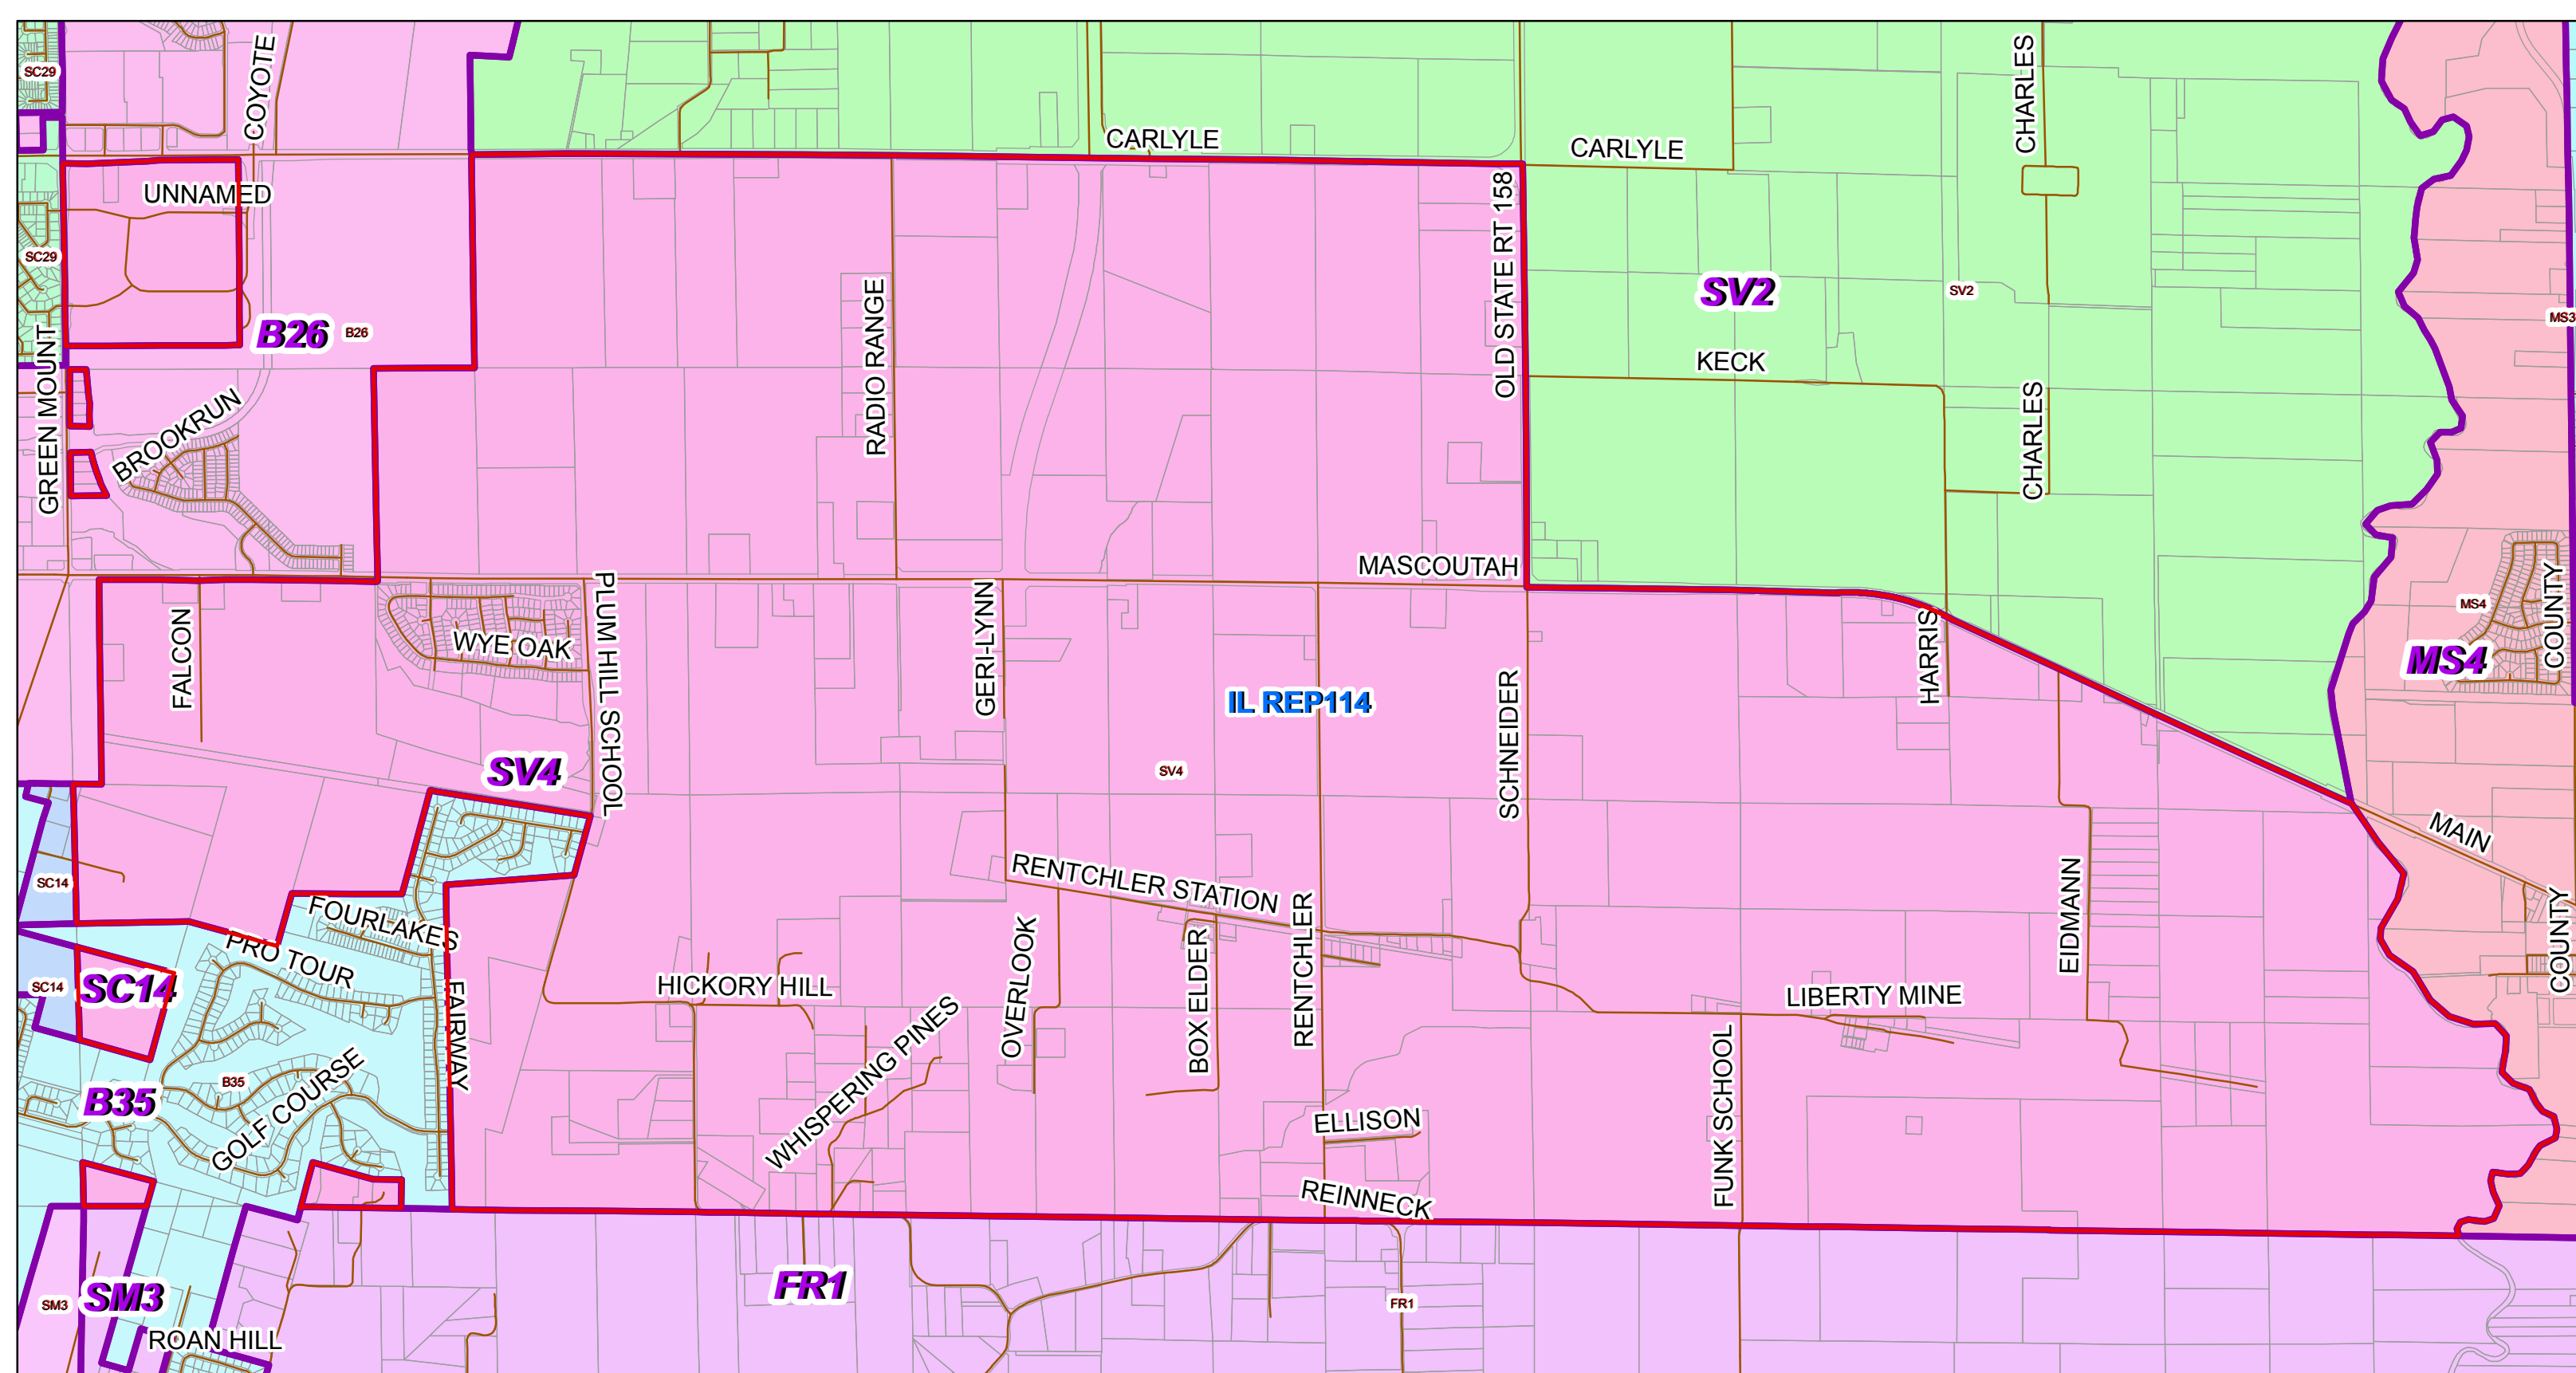 SC29
COYOTE
CARLYLE
CARLYLE
CHARLES
UNNAMED
OLD STATE RT 158
SC29
B26
B26
RADIO RANGE
SV2
SV2
MS3
GREEN MOUNT
KECK
BROOKRUN
CHARLES
MASCOUTAH
FALCON
WYE OAK
PLUM HILL SCHOOL
GERI-LYNN
IL REP114
SCHNEIDER
HARRIS
MS4
MS4
COUNTY
SV4
SV4
MAIN
SC14
FOURLAKES
PRO TOUR
RENTCHLER STATION
RENTCHLER
EIDMANN
COUNTY
SC14
SC14
FAIRWAY
HICKORY HILL
OVERLOOK
BOX ELDER
LIBERTY MINE
B35
B35
GOLF COURSE
WHISPERING PINES
ELLISON
FUNK SCHOOL
REINNECK
SM3
SM3
FR1
FR1
ROAN HILL